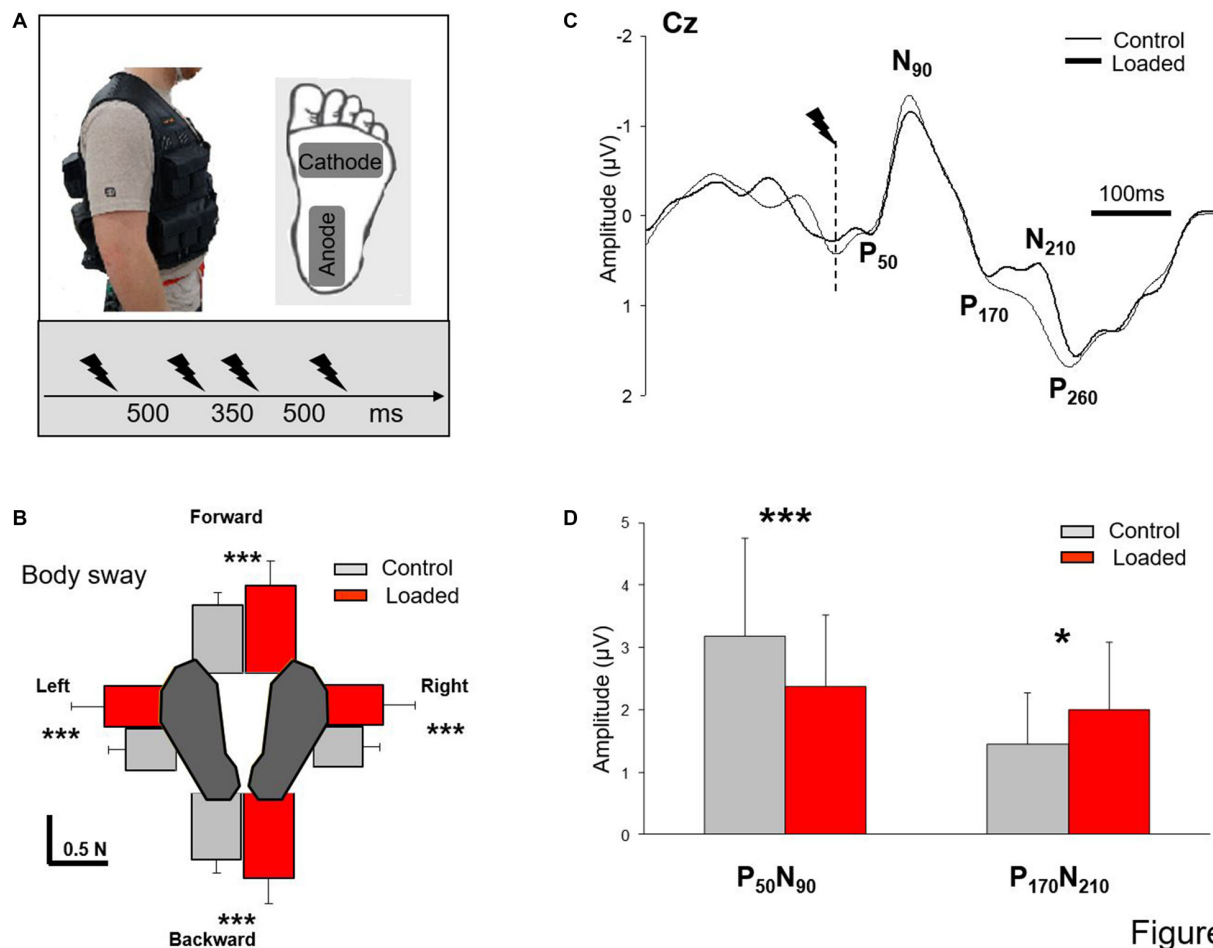 A
Cathode
Anode
500 350 500 ms
B
Forward
Body sway
***
Control
Loaded
Left
Right
***
***
0.5 N
***
Backward
C
Cz
Control
Loaded
Amplitude (µV)
-2
-1
0
1
2
N90
P50
100ms
N210
P170
P260
D
Control
Loaded
***
*
Amplitude (µV)
5
4
3
2
1
0
P50N90
P170N210
Figure